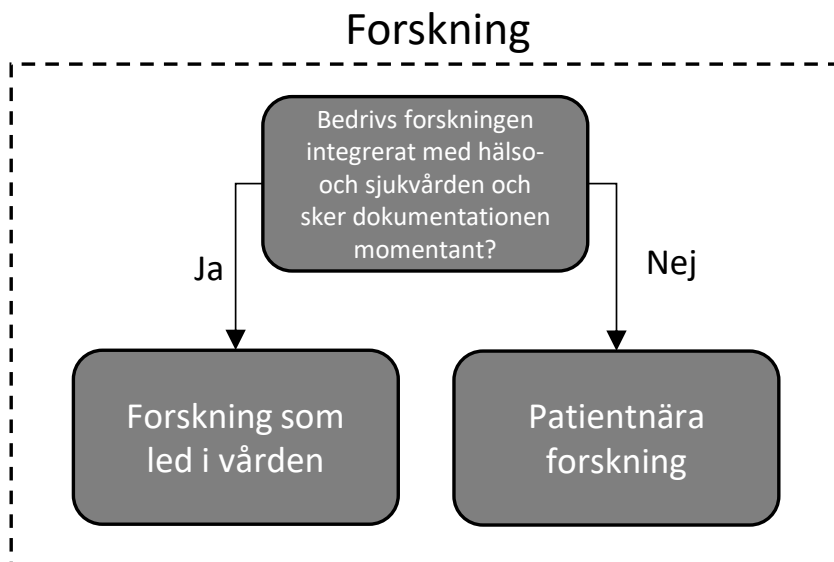 Forskning
Bedrivs forskningen
integrerat med hälso-
och sjukvården och
sker dokumentationen
momentant?
Ja
Nej
Forskning som
led i vården
Patientnära
forskning